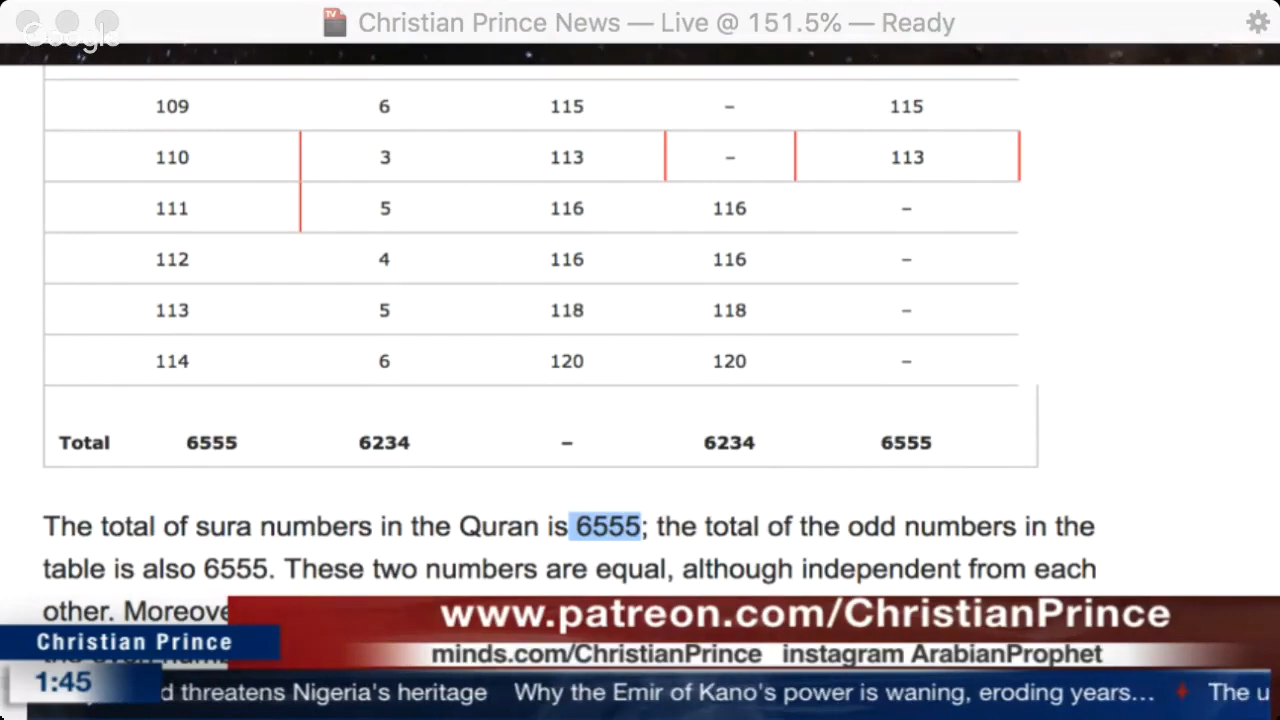 Christian Prince News — Live @ 151.5% — Ready
Google
109 6 115 – 115
110 3 113 – 113
111 5 116 116 –
112 4 116 116 –
113 5 118 118 –
114 6 120 120 –
Total 6555 6234 – 6234 6555
The total of sura numbers in the Quran is 6555; the total of the odd numbers in the
table is also 6555. These two numbers are equal, although independent from each
other. Moreove
www.patreon.com/ChristianPrince
Christian Prince
minds.com/ChristianPrince instagram ArabianProphet
1:45
d threatens Nigeria's heritage Why the Emir of Kano's power is waning, eroding years... The u